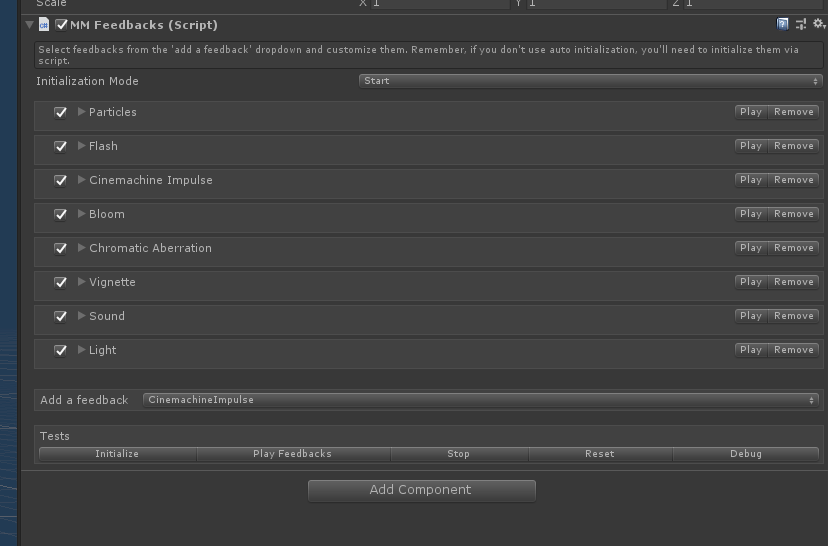 Scale X 1 Y 1 Z 1
MM Feedbacks (Script)
Select feedbacks from the 'add a feedback' dropdown and customize them. Remember, if you don't use auto initialization, you'll need to initialize them via
script.
Initialization Mode Start
Particles Play Remove
Flash Play Remove
Cinemachine Impulse Play Remove
Bloom Play Remove
Chromatic Aberration Play Remove
Vignette Play Remove
Sound Play Remove
Light Play Remove
Add a feedback CinemachineImpulse
Tests
Initialize Play Feedbacks Stop Reset Debug
Add Component